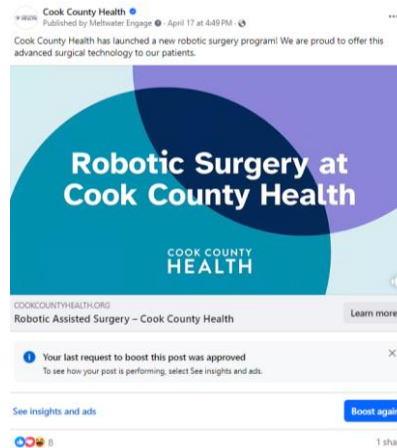 Cook County Health
Published by Meltwater Engage · April 17 at 4:49 PM ·
Cook County Health has launched a new robotic surgery program! We are proud to offer this
advanced surgical technology to our patients.
Robotic Surgery at
Cook County Health
COOK COUNTY
HEALTH
COOKCOUNTYHEALTH.ORG
Robotic Assisted Surgery – Cook County Health
Learn more
Your last request to boost this post was approved
To see how your post is performing, select See insights and ads.
See insights and ads
Boost again
8
1 sha